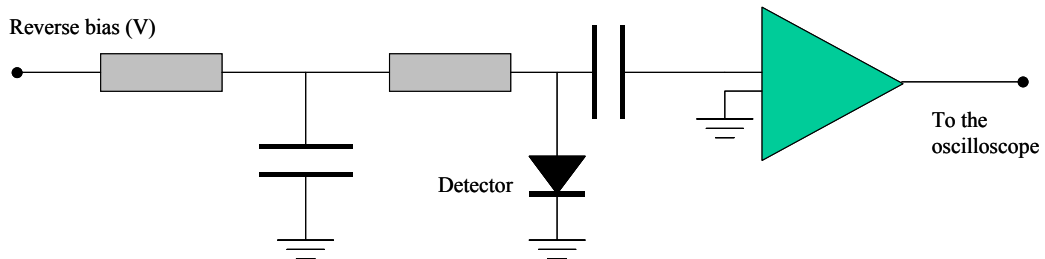 Reverse bias (V)
Detector
To the
oscilloscope